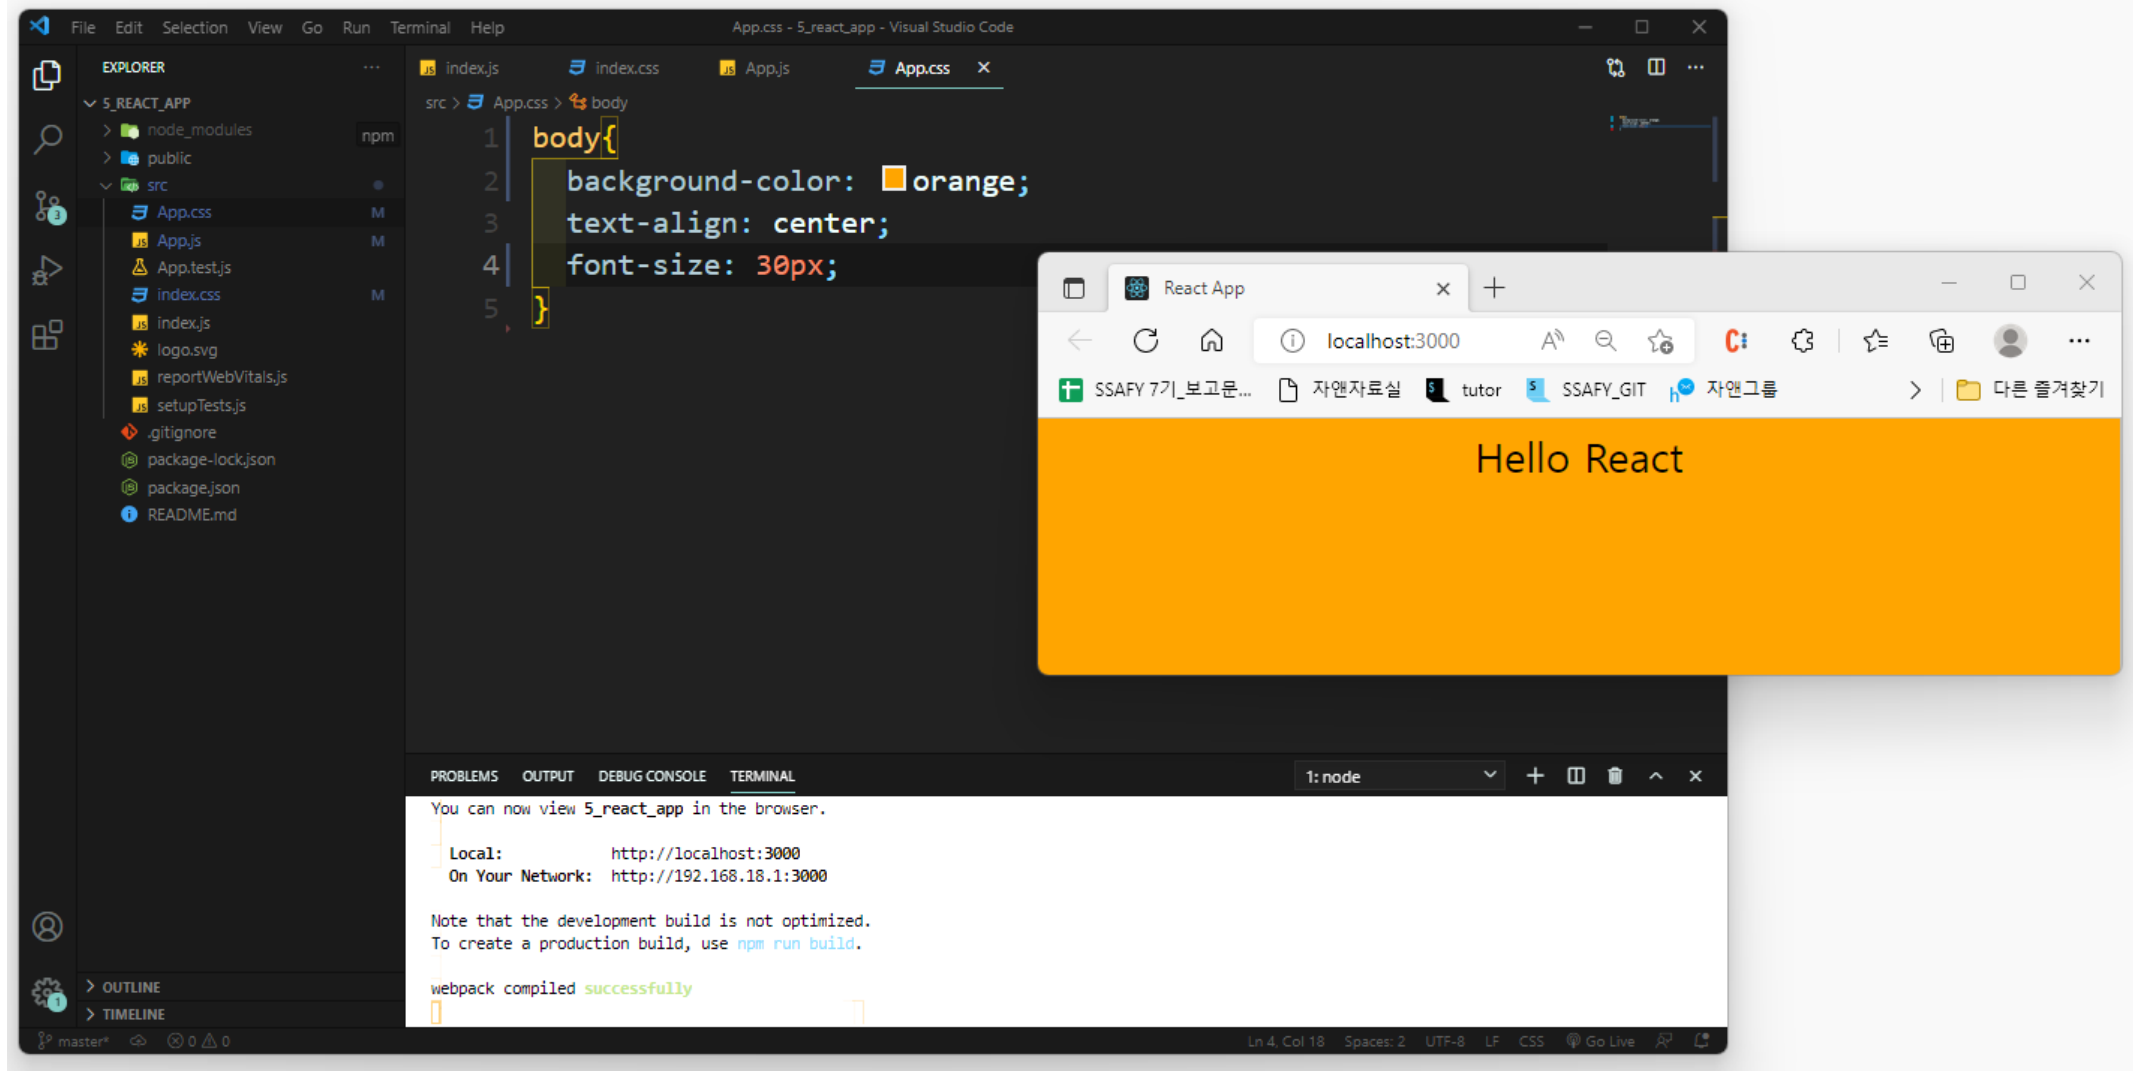 File Edit Selection View Go Run Terminal Help
App.css - 5_react_app - Visual Studio Code
EXPLORER
5_REACT_APP
node_modules
npm
public
src
App.css M
App.js M
App.test.js
index.css M
index.js
logo.svg
reportWebVitals.js
setupTests.js
.gitignore
package-lock.json
package.json
README.md
OUTLINE
TIMELINE
3
1
index.js index.css App.js App.css
src > App.css > body
1 body{
2 background-color: orange;
3 text-align: center;
4 font-size: 30px;
5 }
React App
localhost:3000
SSAFY 7기_보고문... 자앤자료실 tutor SSAFY_GIT 자앤그룹 다른 즐겨찾기
Hello React
PROBLEMS OUTPUT DEBUG CONSOLE TERMINAL 1: node
You can now view 5_react_app in the browser.
Local: http://localhost:3000
On Your Network: http://192.168.18.1:3000
Note that the development build is not optimized.
To create a production build, use npm run build.
webpack compiled successfully
master* 0 0 Ln 4, Col 18 Spaces: 2 UTF-8 LF CSS Go Live